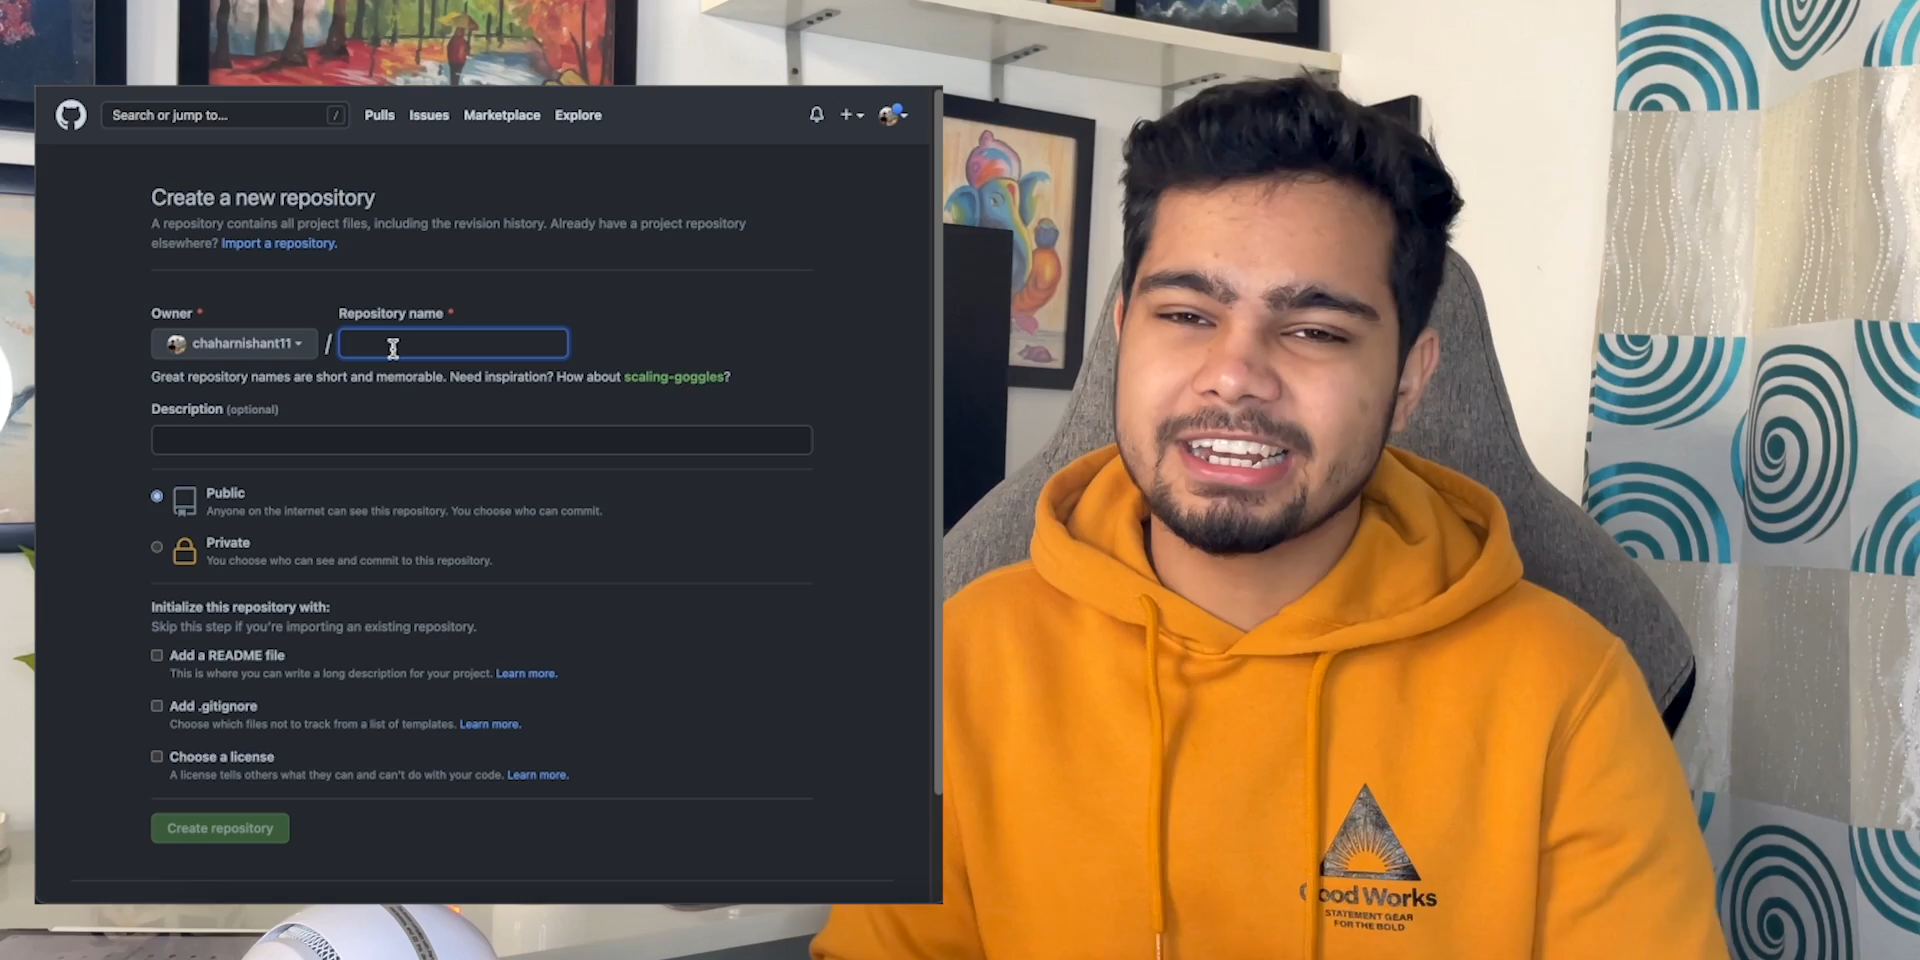 Search or jump to... /
Pulls Issues Marketplace Explore
Create a new repository
A repository contains all project files, including the revision history. Already have a project repository
elsewhere? Import a repository.
Owner * Repository name *
chaharnishant11 /
Great repository names are short and memorable. Need inspiration? How about scaling-goggles?
Description (optional)
Public
Anyone on the internet can see this repository. You choose who can commit.
Private
You choose who can see and commit to this repository.
Initialize this repository with:
Skip this step if you're importing an existing repository.
Add a README file
This is where you can write a long description for your project. Learn more.
Add .gitignore
Choose which files not to track from a list of templates. Learn more.
Choose a license
A license tells others what they can and can't do with your code. Learn more.
Create repository
Good Works
STATEMENT GEAR
FOR THE BOLD